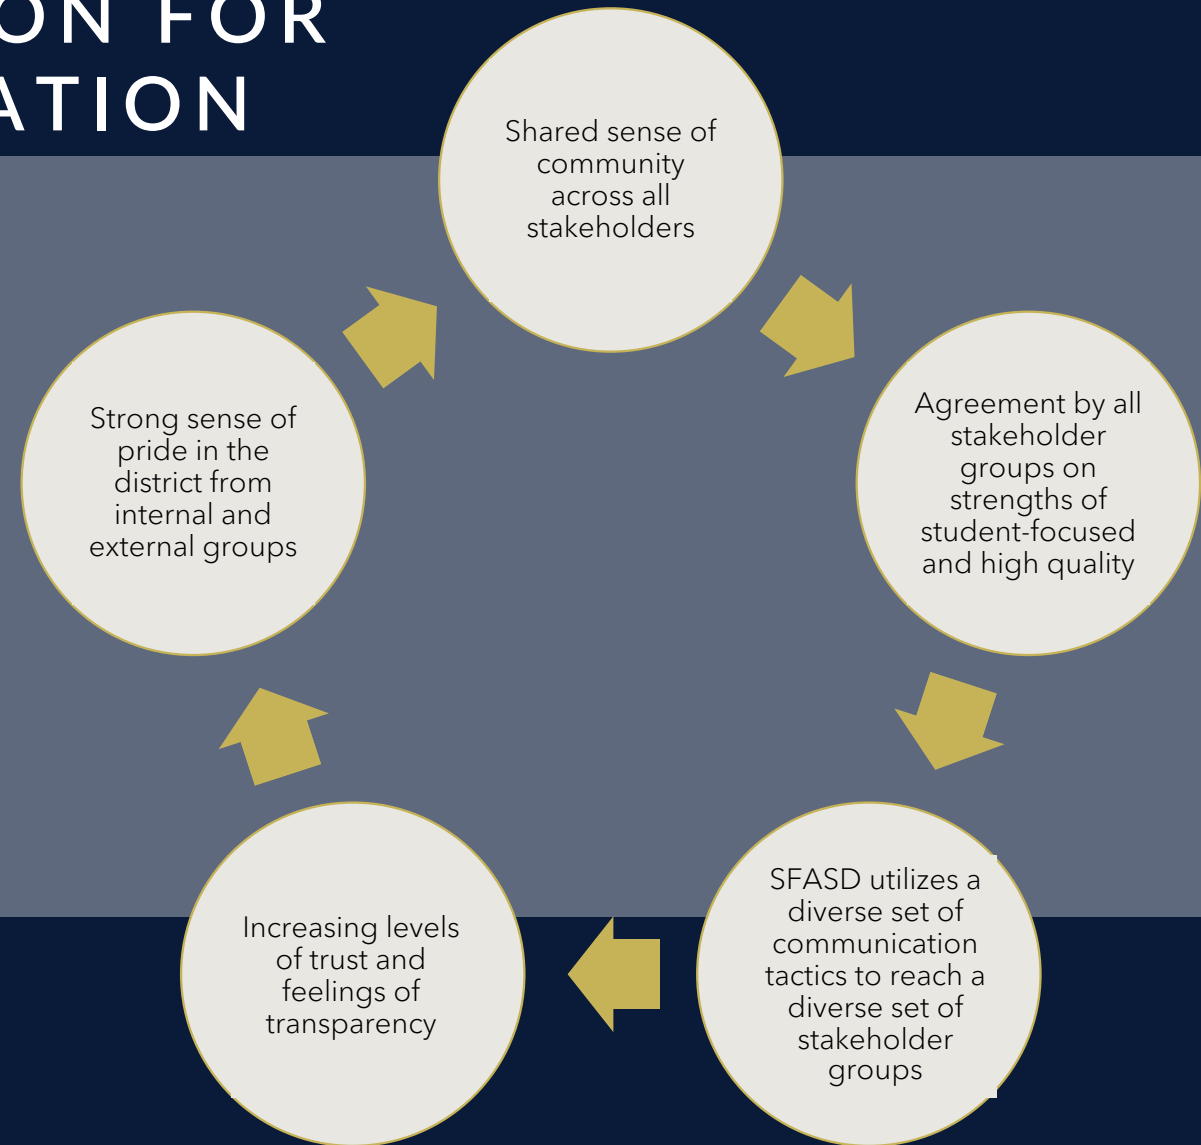 ON FOR
ATION
Shared sense of
community
across all
stakeholders
Agreement by all
stakeholder
groups on
strengths of
student-focused
and high quality
SFASD utilizes a
diverse set of
communication
tactics to reach a
diverse set of
stakeholder
groups
Increasing levels
of trust and
feelings of
transparency
Strong sense of
pride in the
district from
internal and
external groups